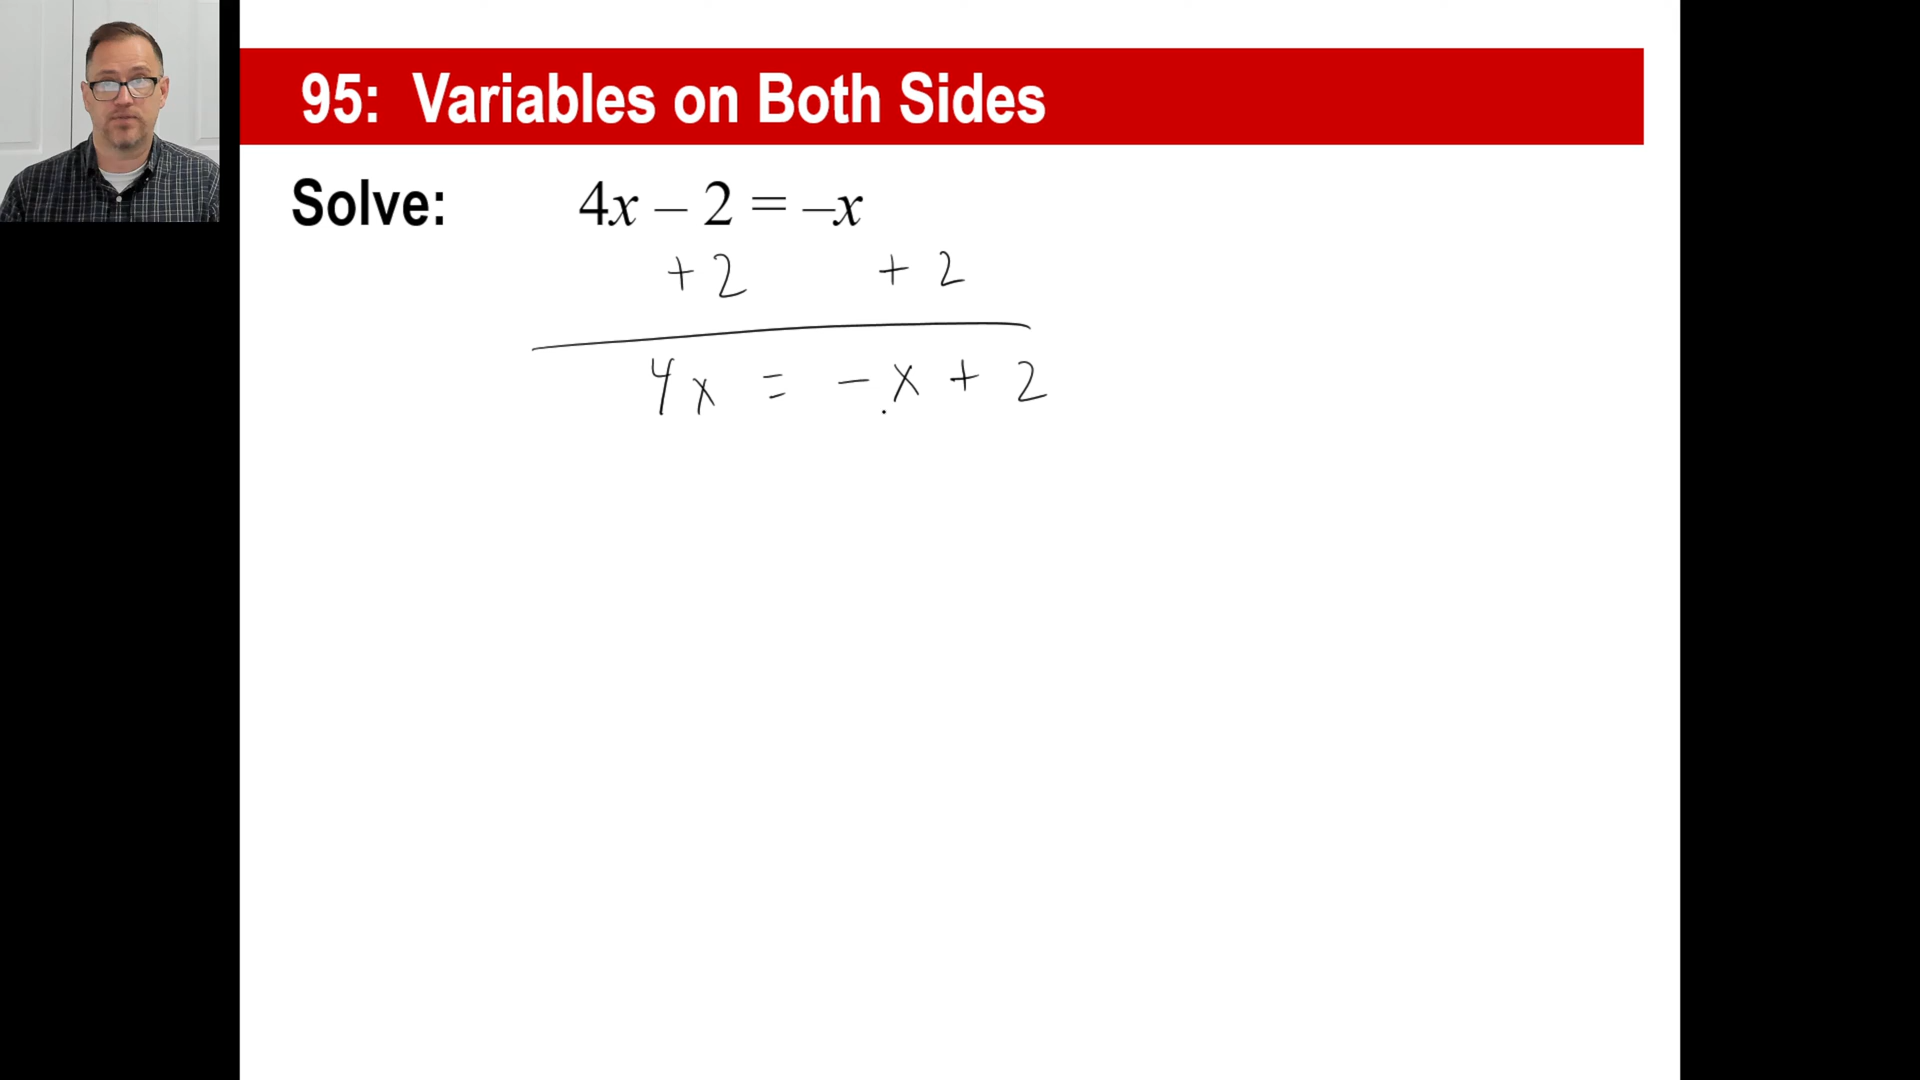 95: Variables on Both Sides
Solve: 4x – 2 = –x
+ 2 + 2
4x = - x + 2